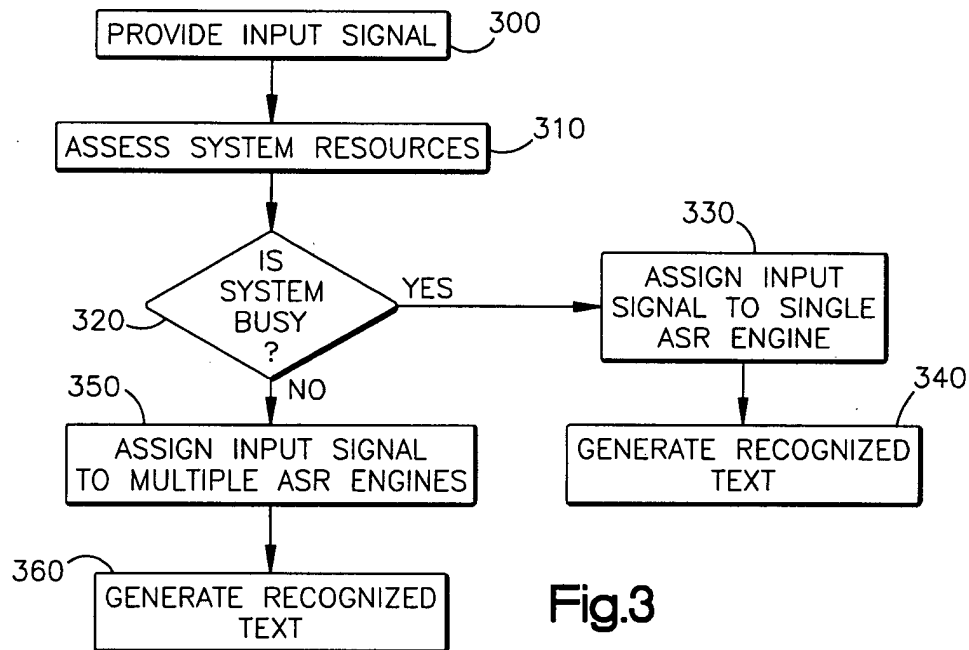 PROVIDE INPUT SIGNAL
300
ASSESS SYSTEM RESOURCES
310
IS
SYSTEM
BUSY
?
320
YES
NO
330
ASSIGN INPUT
SIGNAL TO SINGLE
ASR ENGINE
340
GENERATE RECOGNIZED
TEXT
350
ASSIGN INPUT SIGNAL
TO MULTIPLE ASR ENGINES
360
GENERATE RECOGNIZED
TEXT
Fig.3